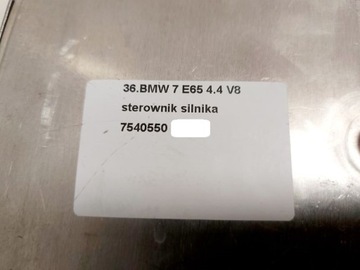 36.BMW 7 E65 4.4 V8
sterownik silnika
7540550